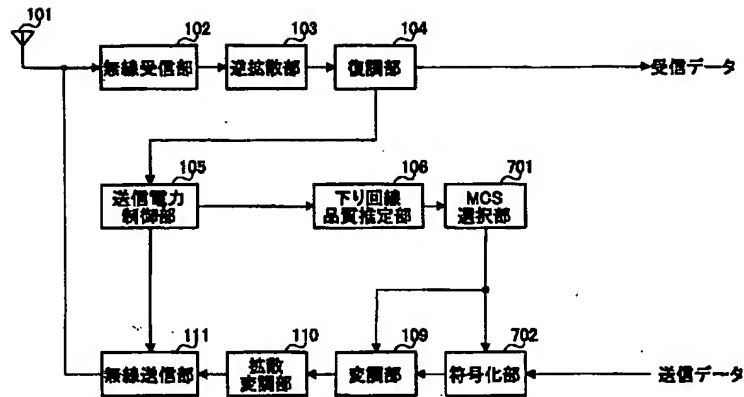 101
102
103
104
無線受信部
逆拡散部
復調部
受信データ
105
106
701
送信電力
制御部
下り回線
品質推定部
MCS
選択部
111
110
109
702
無線送信部
拡散
変調部
変調部
符号化部
送信データ